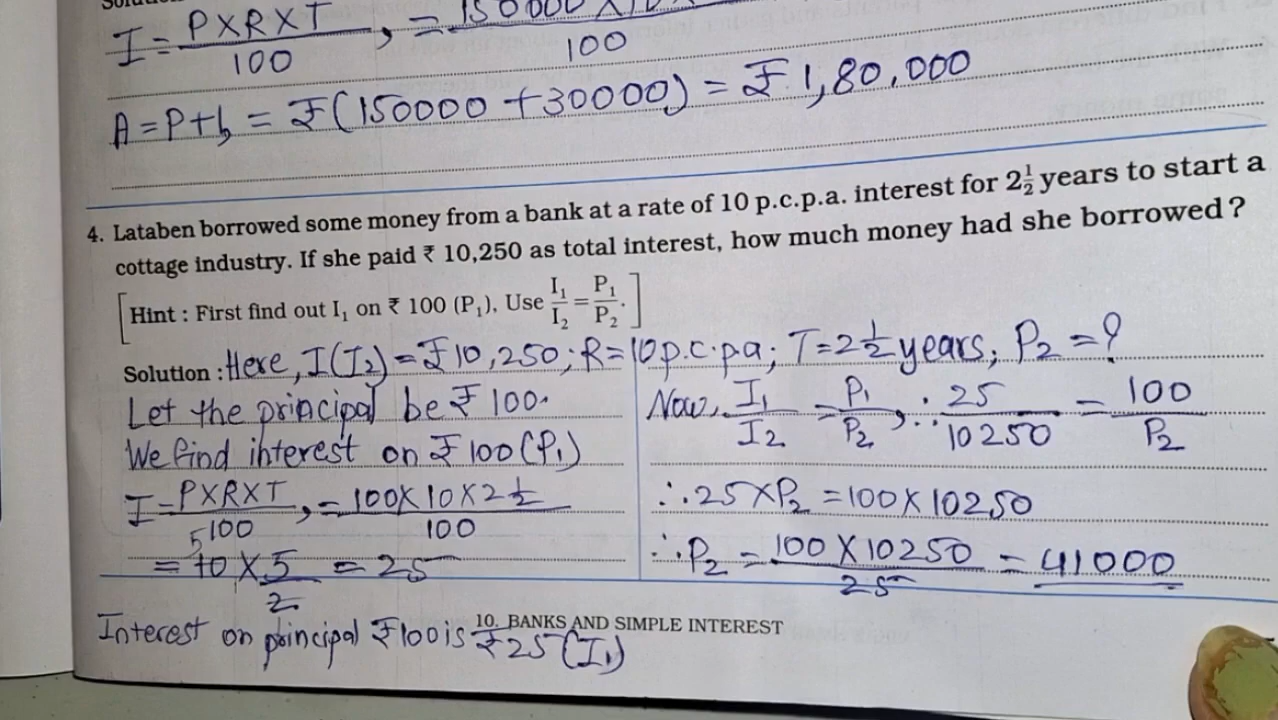 I = P×R×T/100, = 150000 ×10×/100
A = P+I, = ₹(150000 + 30000) = ₹ 1,80,000
4. Lataben borrowed some money from a bank at a rate of 10 p.c.p.a. interest for 2½ years to start a
cottage industry. If she paid ₹ 10,250 as total interest, how much money had she borrowed ?
[Hint : First find out I₁ on ₹ 100 (P₁), Use I₁/I₂ = P₁/P₂.]
Solution : Here, I(I₂) = ₹10,250; R=10p.c.p.a; T=2½ years; P₂ = ?
Let the principal be ₹ 100.
We find interest on ₹ 100 (P₁)
I = P×R×T/100, = 100×10×2½/100
= 5 10 × 5/2 = 25
Interest on principal ₹100 is ₹25 (I₁)
Now, I₁/I₂ = P₁/P₂, ∴ 25/10250 = 100/P₂
∴ 25×P₂ = 100 × 10250
∴ P₂ = 100 × 10250/25 = 41000
10. BANKS AND SIMPLE INTEREST